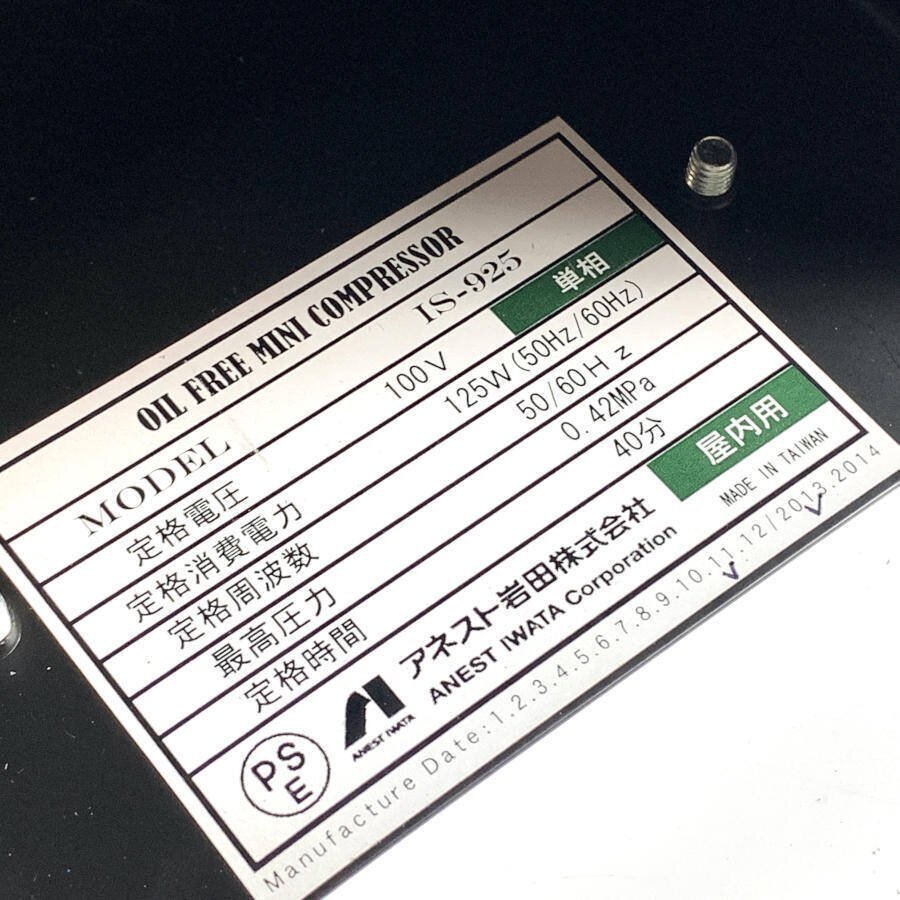 OIL FREE MINI COMPRESSOR
MODEL IS-925
定格電圧 100V 単相
定格消費電力 125W(50Hz/60Hz)
定格周波数 50/60Hz
最高圧力 0.42MPa
定格時間 40分 屋内用
PSE ANEST IWATA アネスト岩田株式会社 MADE IN TAIWAN
ANEST IWATA Corporation
Manufacture Date:1.2.3.4.5.6.7.8.9.10.11.12/2013.2014